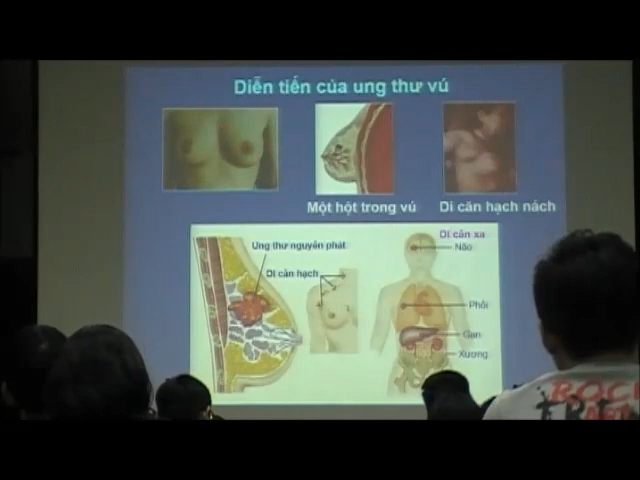 Diễn tiến của ung thư vú
Một hột trong vú
Di căn hạch nách
Ung thư nguyên phát
Di căn hạch
Di căn xa
Não
Phổi
Gan
Xương
ROCK